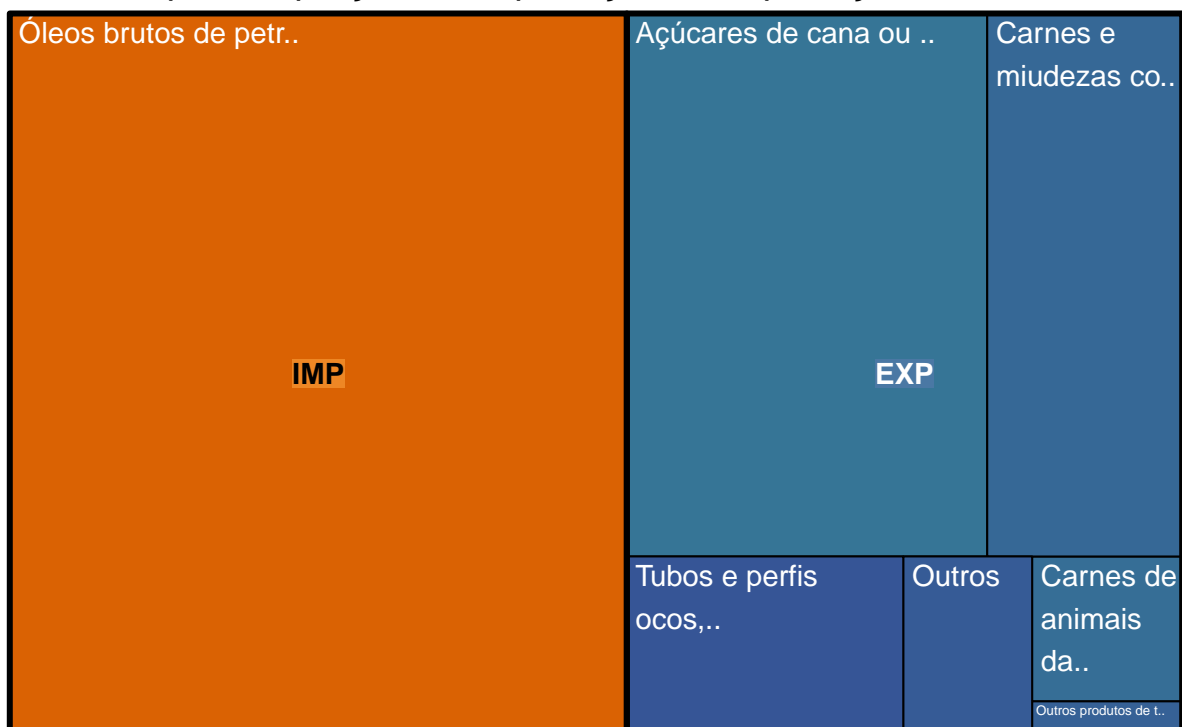 Óleos brutos de petr..
Açúcares de cana ou ..
Carnes e
miudezas co..
IMP
EXP
Tubos e perfis
ocos,..
Outros
Carnes de
animais
da..
Outros produtos de t..